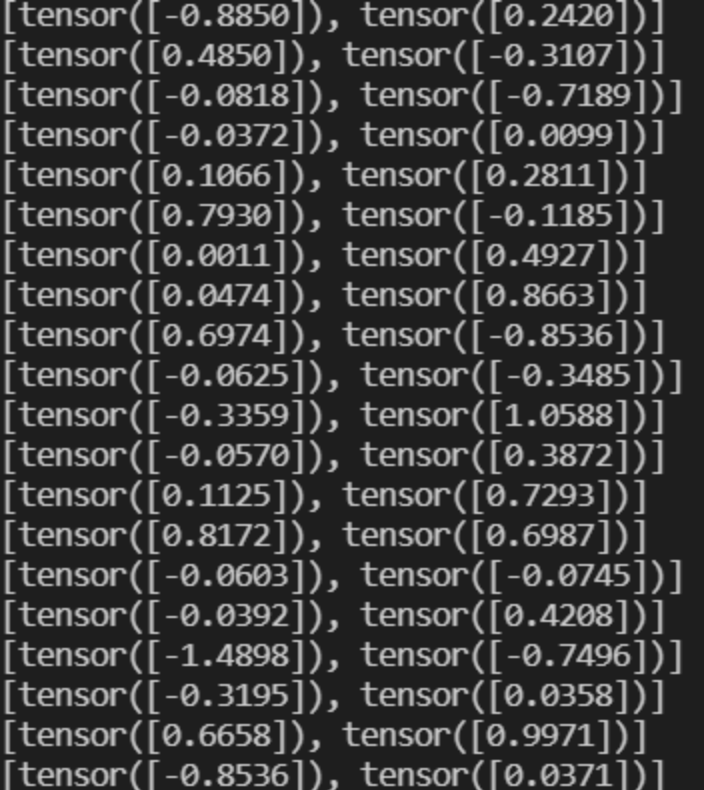 [tensor([-0.8850]), tensor([0.2420])]
[tensor([0.4850]), tensor([-0.3107])]
[tensor([-0.0818]), tensor([-0.7189])]
[tensor([-0.0372]), tensor([0.0099])]
[tensor([0.1066]), tensor([0.2811])]
[tensor([0.7930]), tensor([-0.1185])]
[tensor([0.0011]), tensor([0.4927])]
[tensor([0.0474]), tensor([0.8663])]
[tensor([0.6974]), tensor([-0.8536])]
[tensor([-0.0625]), tensor([-0.3485])]
[tensor([-0.3359]), tensor([1.0588])]
[tensor([-0.0570]), tensor([0.3872])]
[tensor([0.1125]), tensor([0.7293])]
[tensor([0.8172]), tensor([0.6987])]
[tensor([-0.0603]), tensor([-0.0745])]
[tensor([-0.0392]), tensor([0.4208])]
[tensor([-1.4898]), tensor([-0.7496])]
[tensor([-0.3195]), tensor([0.0358])]
[tensor([0.6658]), tensor([0.9971])]
[tensor([-0.8536]), tensor([0.0371])]